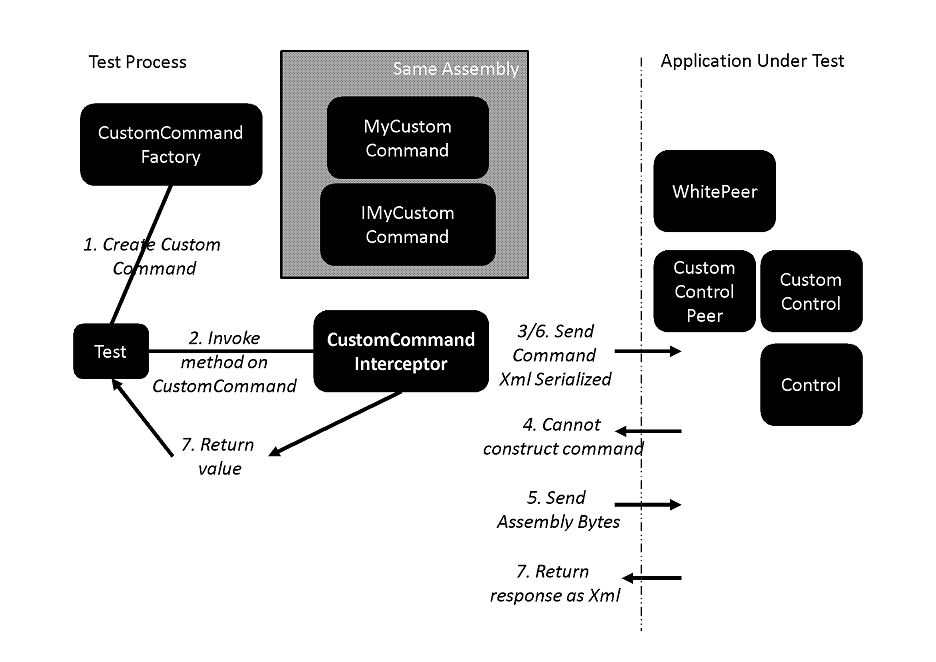 Test Process
Same Assembly
Application Under Test
CustomCommand
Factory
MyCustom
Command
IMyCustom
Command
WhitePeer
1. Create Custom
Command
Custom
Control
Peer
Custom
Control
Test
2. Invoke
method on
CustomCommand
CustomCommand
Interceptor
3/6. Send
Command
Xml Serialized
Control
7. Return
value
4. Cannot
construct command
5. Send
Assembly Bytes
7. Return
response as Xml